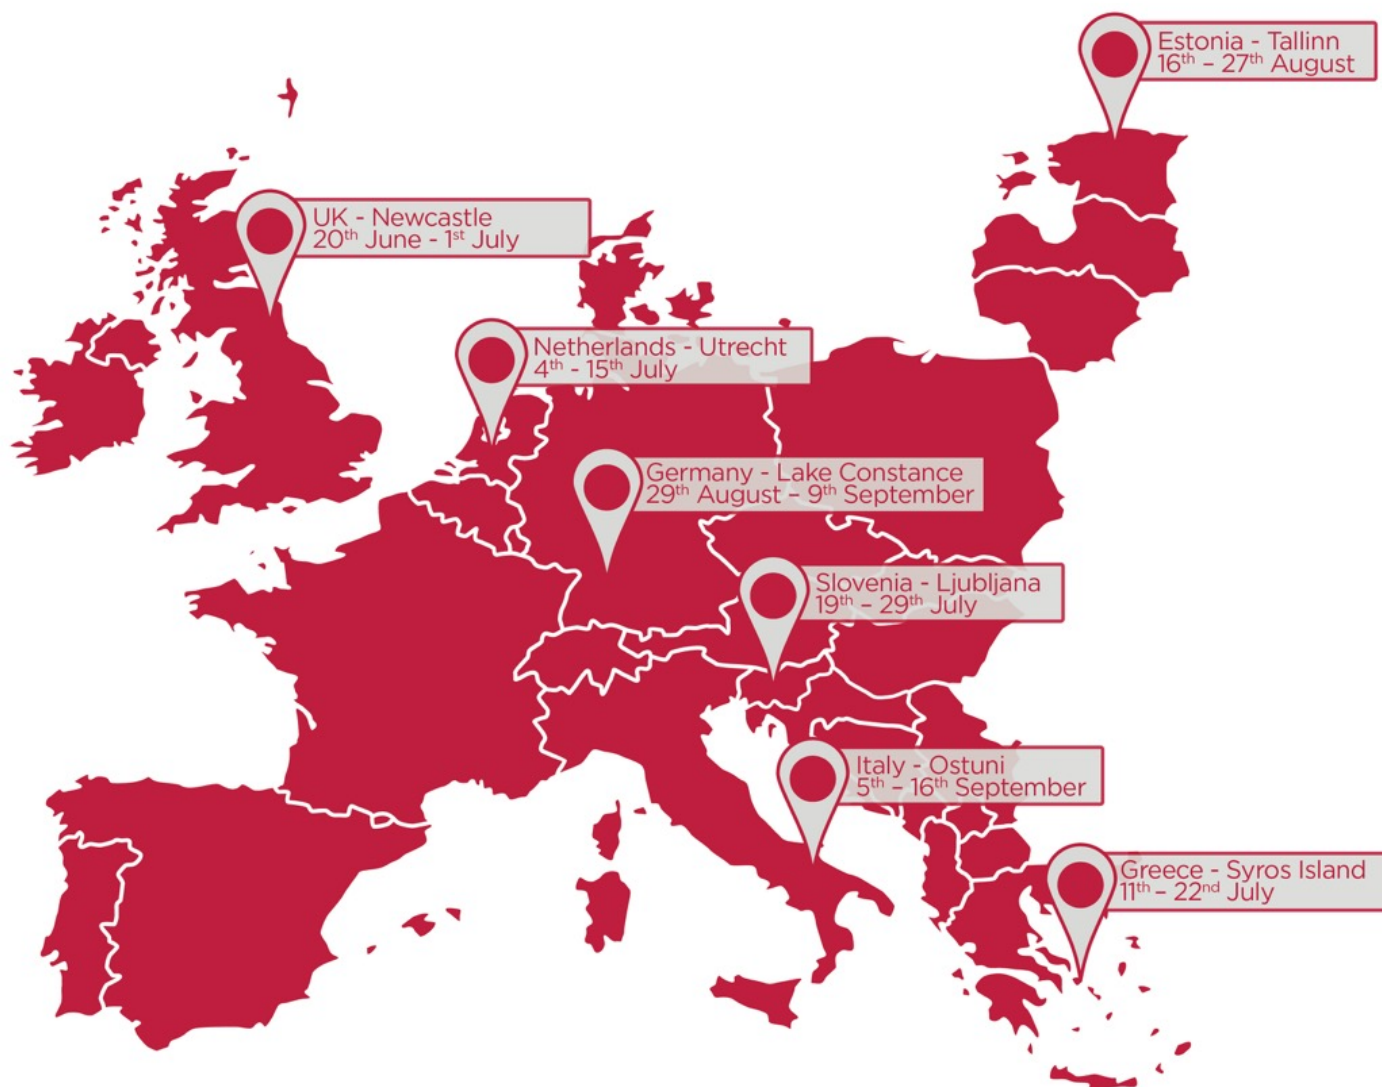 Estonia - Tallinn
16th – 27th August
UK - Newcastle
20th June - 1st July
Netherlands - Utrecht
4th - 15th July
Germany - Lake Constance
29th August – 9th September
Slovenia - Ljubljana
19th – 29th July
Italy - Ostuni
5th – 16th September
Greece - Syros Island
11th – 22nd July